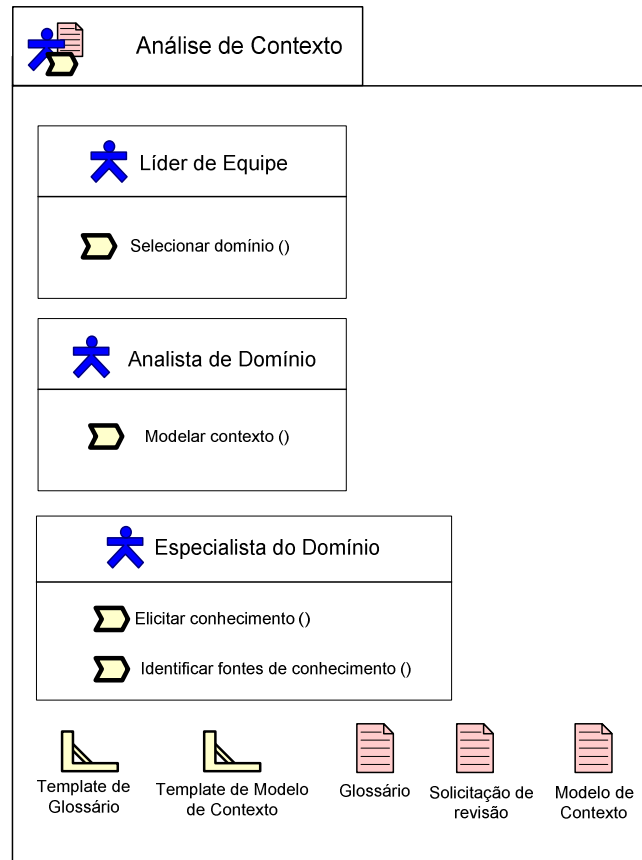 Análise de Contexto
Líder de Equipe
Selecionar domínio ()
Analista de Domínio
Modelar contexto ()
Especialista do Domínio
Elicitar conhecimento ()
Identificar fontes de conhecimento ()
Template de
Glossário
Template de Modelo
de Contexto
Glossário
Solicitação de
revisão
Modelo de
Contexto